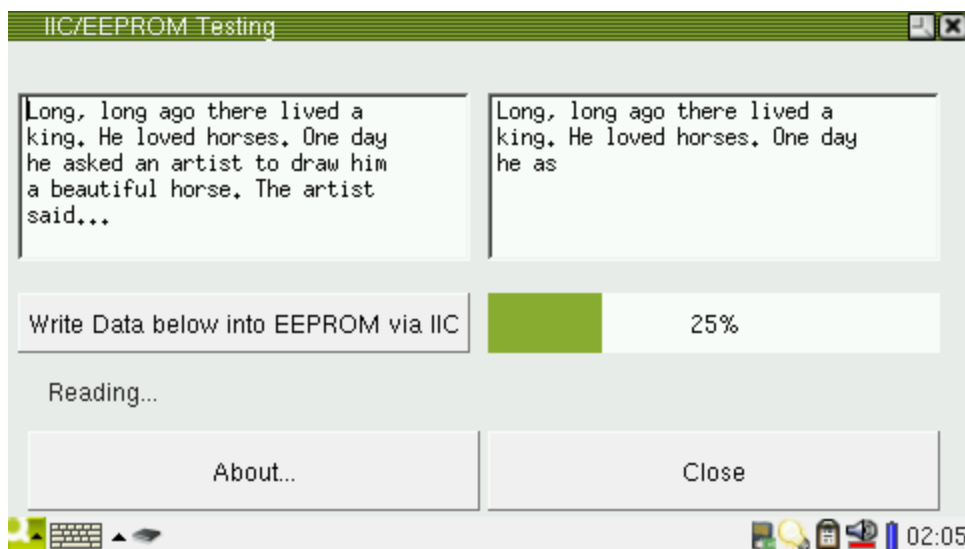 IIC/EEPROM Testing
Long, long ago there lived a
king. He loved horses. One day
he asked an artist to draw him
a beautiful horse. The artist
said...
Long, long ago there lived a
king. He loved horses. One day
he as
Write Data below into EEPROM via IIC
25%
Reading...
About...
Close
02:05